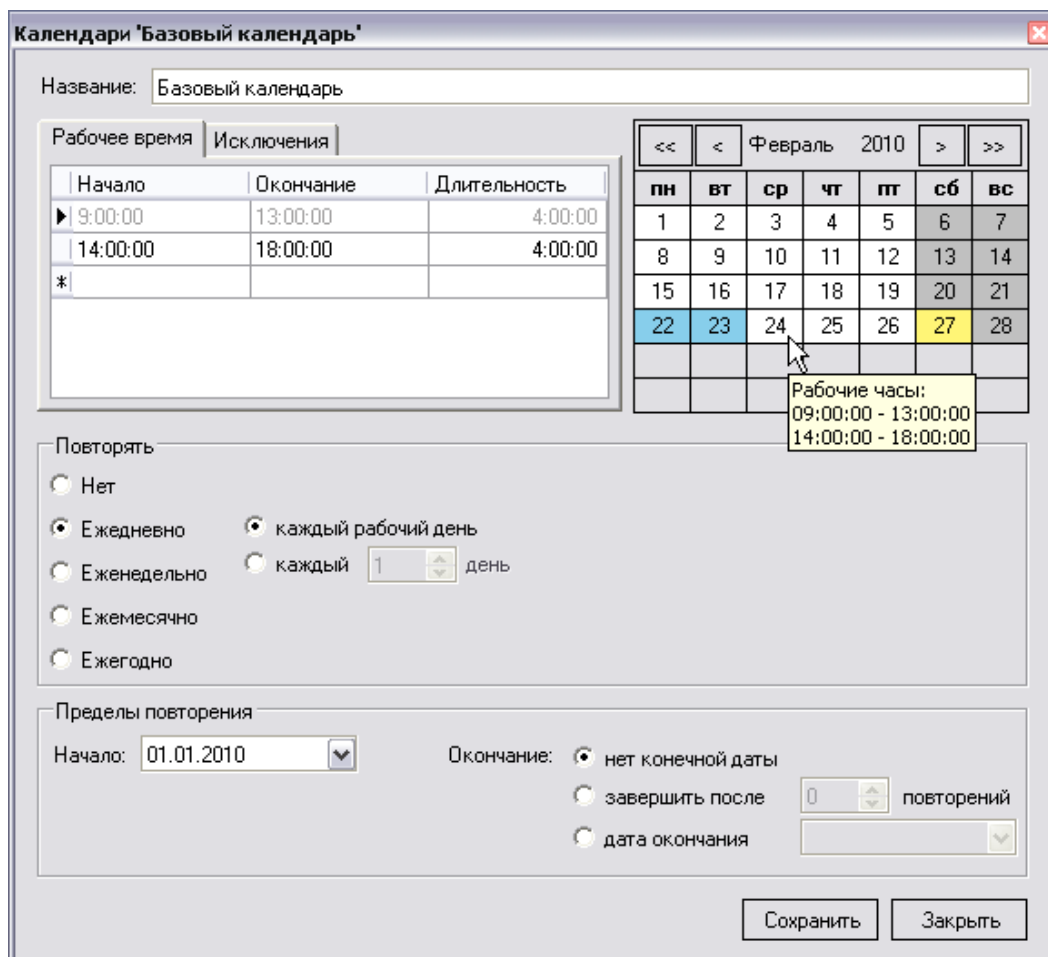 Календари 'Базовый календарь'
Название: Базовый календарь
Рабочее время Исключения
Начало Окончание Длительность
9:00:00 13:00:00 4:00:00
14:00:00 18:00:00 4:00:00
*
<< < Февраль 2010 > >>
пн вт ср чт пт сб вс
1 2 3 4 5 6 7
8 9 10 11 12 13 14
15 16 17 18 19 20 21
22 23 24 25 26 27 28
Рабочие часы:
09:00:00 - 13:00:00
14:00:00 - 18:00:00
Повторять
Нет
Ежедневно каждый рабочий день
Еженедельно каждый 1 день
Ежемесячно
Ежегодно
Пределы повторения
Начало: 01.01.2010 Окончание: нет конечной даты
завершить после 0 повторений
дата окончания
Сохранить Закрыть